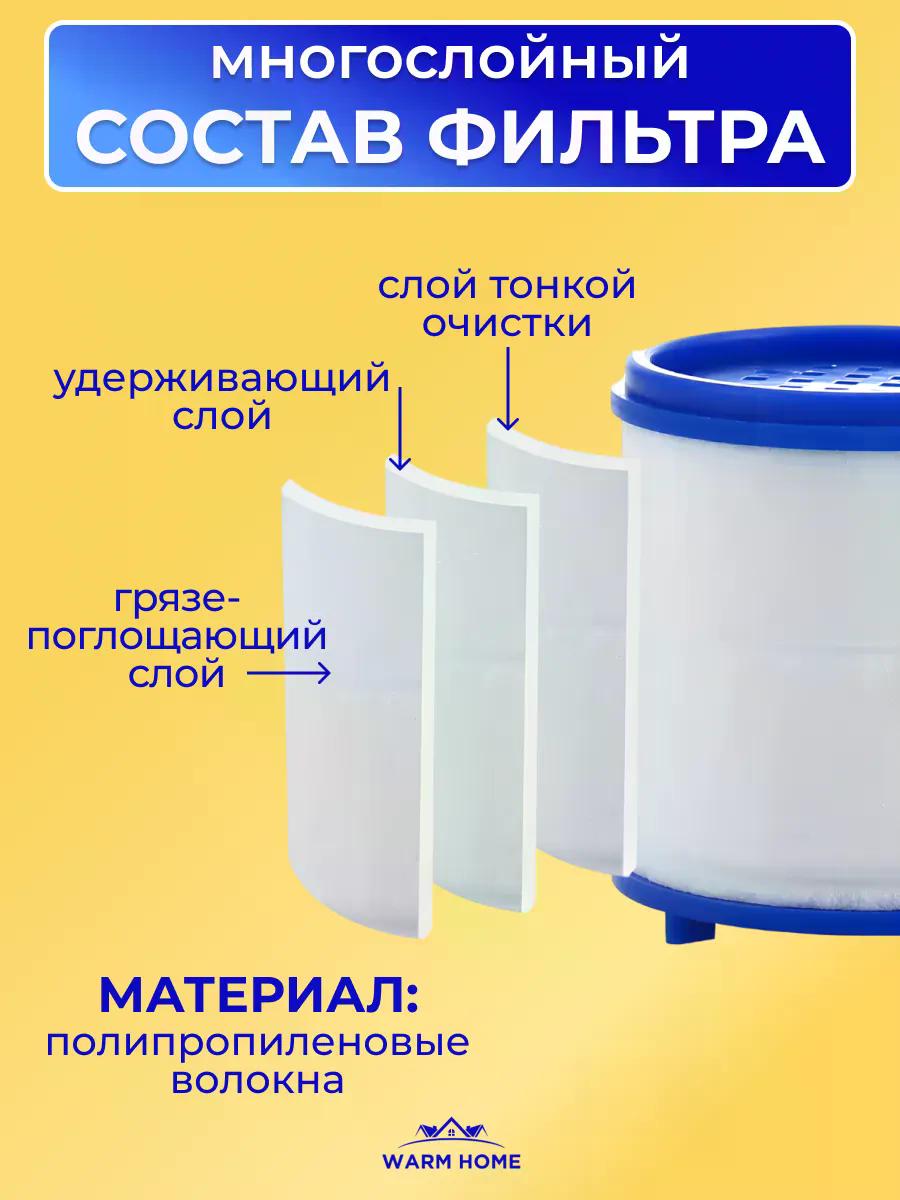 многослойный
СОСТАВ ФИЛЬТРА
слой тонкой
очистки
удерживающий
слой
грязе-
поглощающий
слой
МАТЕРИАЛ:
полипропиленовые
волокна
WARM HOME